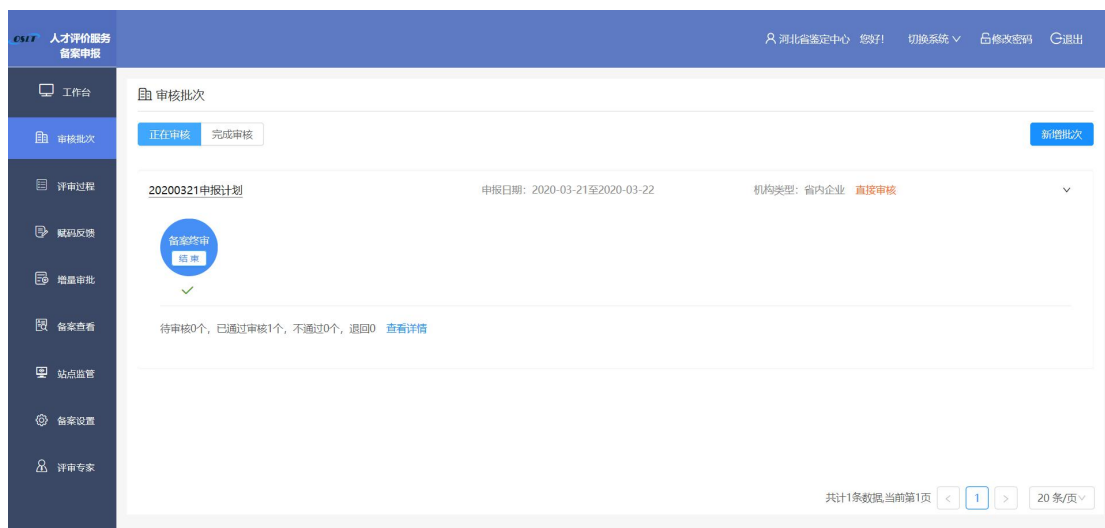 OSLT 人才评价服务
备案申报
河北省鉴定中心 您好! 切换系统 修改密码 退出
工作台
审核批次
评审过程
赋码反馈
增量审批
备案查看
站点监管
备案设置
评审专家
审核批次
正在审核 完成审核 新增批次
20200321申报计划 申报日期：2020-03-21至2020-03-22 机构类型：省内企业 直接审核
备案终审
结束
待审核0个，已通过审核1个，不通过0个，退回0 查看详情
共计1条数据,当前第1页 < 1 > 20 条/页